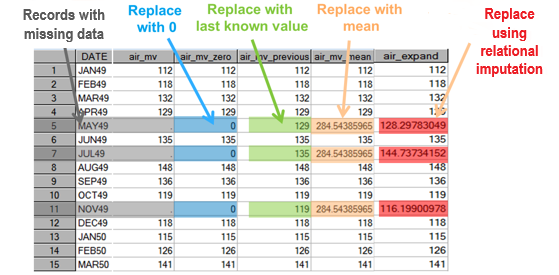 Records with missing data
Replace with 0
Replace with last known value
Replace with mean
Replace using relational imputation
DATE air_mv air_mv_zero air_mv_previous air_mv_mean air_expand
1 JAN49 112 112 112 112 112
2 FEB49 118 118 118 118 118
3 MAR49 132 132 132 132 132
4 APR49 129 129 129 129 129
5 MAY49 . 0 129 284.54385965 128.29783049
6 JUN49 135 135 135 135 135
7 JUL49 . 0 135 284.54385965 144.73734152
8 AUG49 148 148 148 148 148
9 SEP49 136 136 136 136 136
10 OCT49 119 119 119 119 119
11 NOV49 . 0 119 284.54385965 116.19900978
12 DEC49 118 118 118 118 118
13 JAN50 115 115 115 115 115
14 FEB50 126 126 126 126 126
15 MAR50 141 141 141 141 141